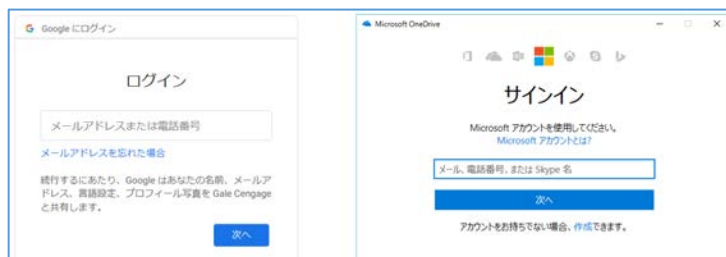 Google にログイン
ログイン
メールアドレスまたは電話番号
メールアドレスを忘れた場合
続行するにあたり、Google はあなたの名前、メールア
ドレス、言語設定、プロフィール写真を Gale Cengage
と共有します。
次へ
Microsoft OneDrive
サインイン
Microsoft アカウントを使用してください。
Microsoft アカウントとは?
メール、電話番号、または Skype 名
次へ
アカウントをお持ちでない場合、作成できます。